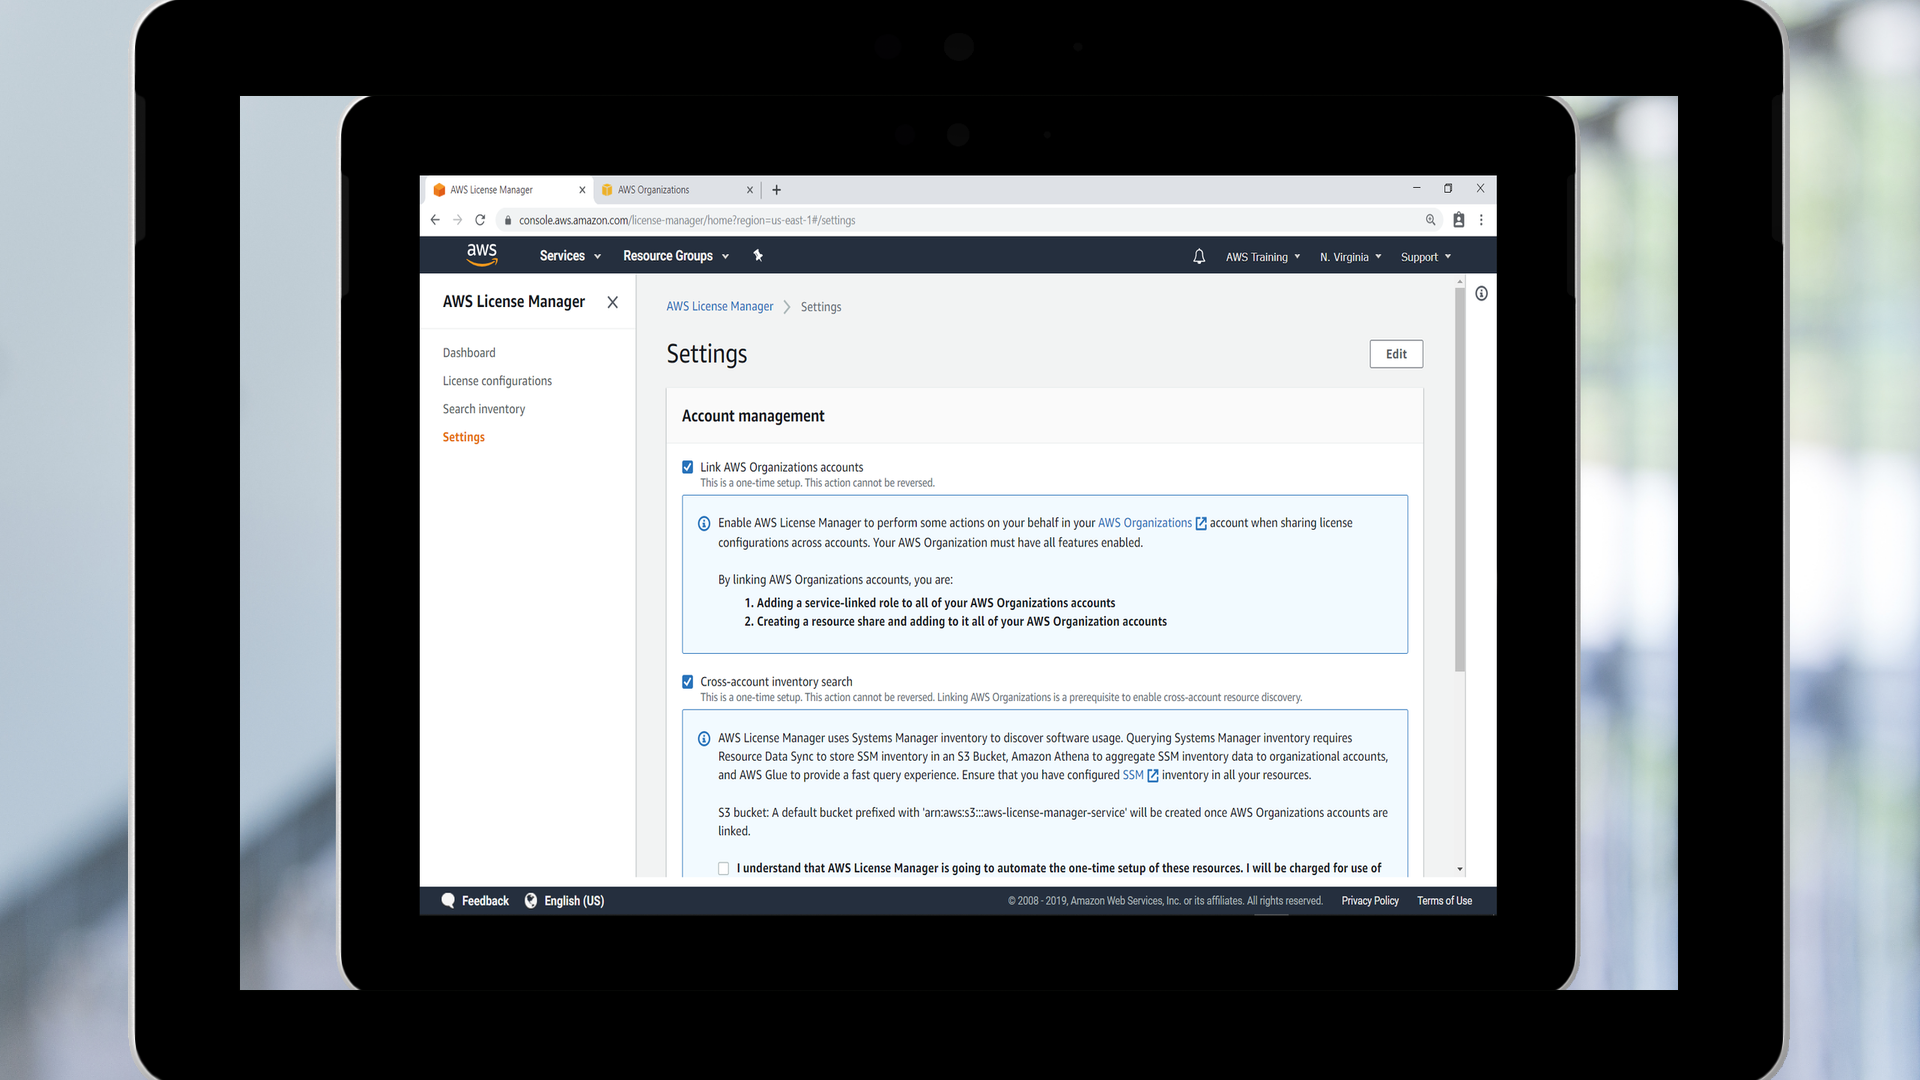 AWS License Manager
AWS Organizations
console.aws.amazon.com/license-manager/home?region=us-east-1#/settings
aws
Services
Resource Groups
AWS Training
N. Virginia
Support
AWS License Manager
Dashboard
License configurations
Search inventory
Settings
AWS License Manager
Settings
Settings
Edit
Account management
Link AWS Organizations accounts
This is a one-time setup. This action cannot be reversed.
Enable AWS License Manager to perform some actions on your behalf in your AWS Organizations account when sharing license
configurations across accounts. Your AWS Organization must have all features enabled.
By linking AWS Organizations accounts, you are:
1. Adding a service-linked role to all of your AWS Organizations accounts
2. Creating a resource share and adding to it all of your AWS Organization accounts
Cross-account inventory search
This is a one-time setup. This action cannot be reversed. Linking AWS Organizations is a prerequisite to enable cross-account resource discovery.
AWS License Manager uses Systems Manager inventory to discover software usage. Querying Systems Manager inventory requires
Resource Data Sync to store SSM inventory in an S3 Bucket, Amazon Athena to aggregate SSM inventory data to organizational accounts,
and AWS Glue to provide a fast query experience. Ensure that you have configured SSM inventory in all your resources.
S3 bucket: A default bucket prefixed with 'arn:aws:s3:::aws-license-manager-service' will be created once AWS Organizations accounts are
linked.
I understand that AWS License Manager is going to automate the one-time setup of these resources. I will be charged for use of
Feedback
English (US)
© 2008 - 2019, Amazon Web Services, Inc. or its affiliates. All rights reserved.
Privacy Policy
Terms of Use